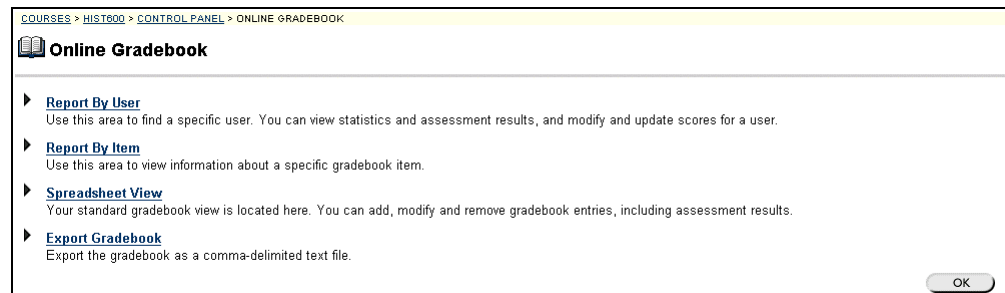 COURSES > HIST600 > CONTROL PANEL > ONLINE GRADEBOOK
Online Gradebook
Report By User
Use this area to find a specific user. You can view statistics and assessment results, and modify and update scores for a user.
Report By Item
Use this area to view information about a specific gradebook item.
Spreadsheet View
Your standard gradebook view is located here. You can add, modify and remove gradebook entries, including assessment results.
Export Gradebook
Export the gradebook as a comma-delimited text file.
OK